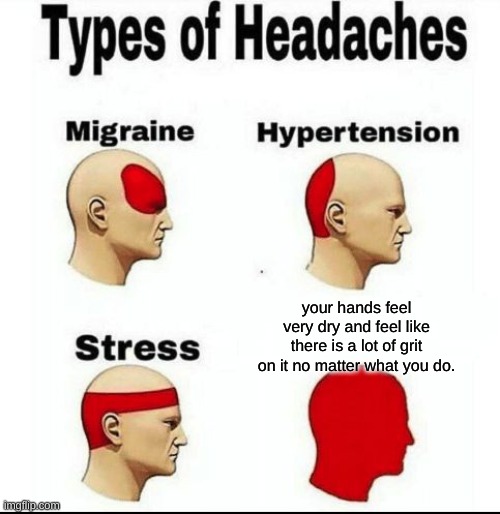 Types of Headaches
Migraine
Hypertension
Stress
your hands feel
very dry and feel like
there is a lot of grit
on it no matter what you do.
imgflip.com